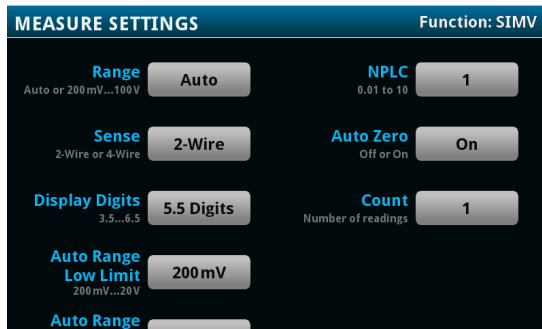 MEASURE SETTINGS
Function: SIMV
Range
Auto or 200mV...100V
Auto
NPLC
0.01 to 10
1
Sense
2-Wire or 4-Wire
2-Wire
Auto Zero
Off or On
On
Display Digits
3.5...6.5
5.5 Digits
Count
Number of readings
1
Auto Range
Low Limit
200mV...20V
200mV
Auto Range